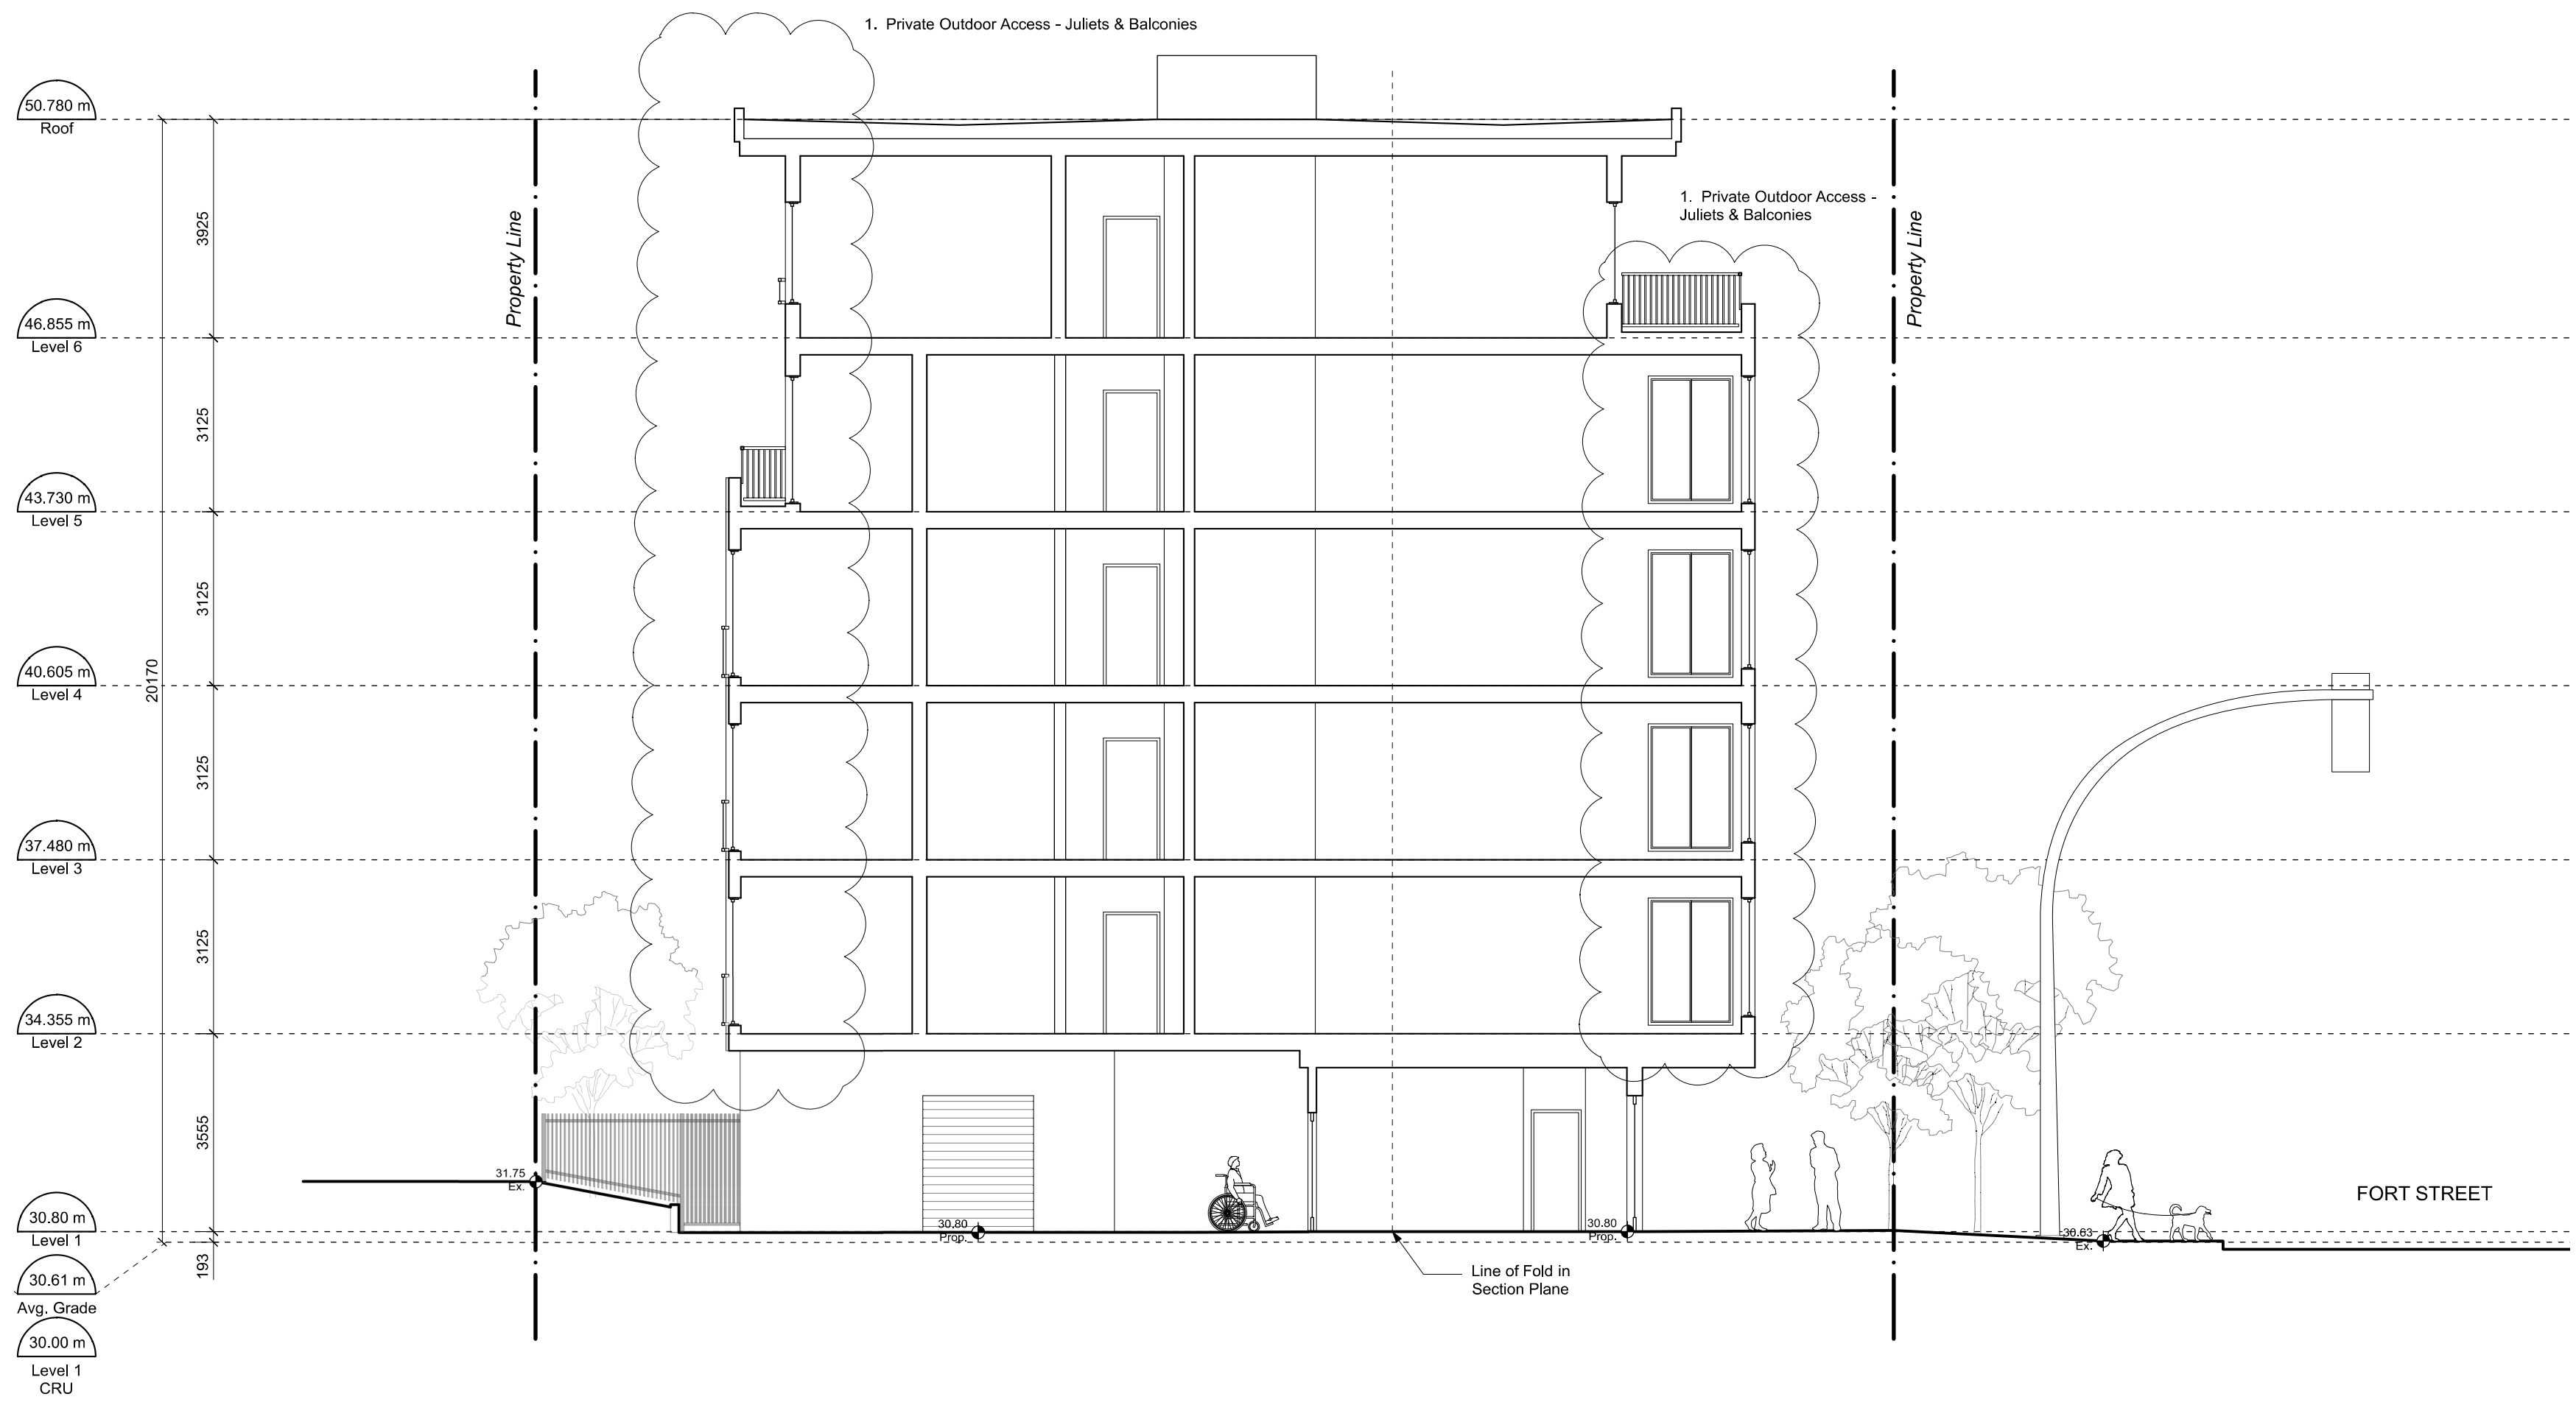 1. Private Outdoor Access - Juliets & Balconies
50.780 m
Roof
1. Private Outdoor Access -
Juliets & Balconies
Property Line
Property Line
3925
46.855 m
Level 6
3125
43.730 m
Level 5
3125
40.605 m
Level 4
20170
3125
37.480 m
Level 3
3125
34.355 m
Level 2
3555
31.75
Ex.
FORT STREET
30.80 m
Level 1
30.80
Prop.
30.80
Prop.
30.63
Ex.
193
30.61 m
Avg. Grade
Line of Fold in
Section Plane
30.00 m
Level 1
CRU